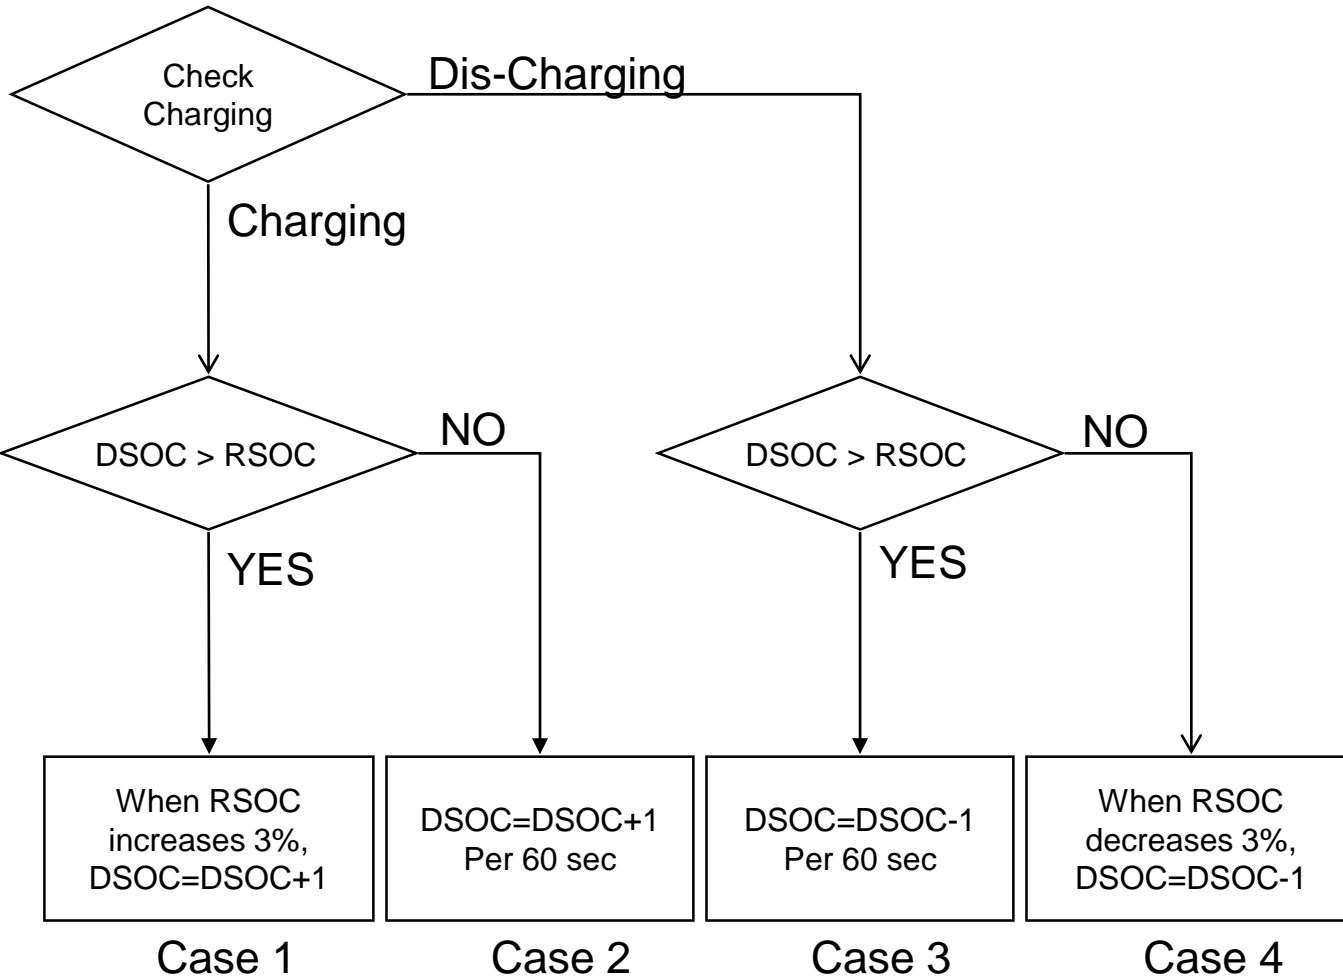 Check
Charging
Dis-Charging
Charging
DSOC > RSOC
NO
YES
DSOC > RSOC
NO
YES
When RSOC
increases 3%,
DSOC=DSOC+1
Case 1
DSOC=DSOC+1
Per 60 sec
Case 2
DSOC=DSOC-1
Per 60 sec
Case 3
When RSOC
decreases 3%,
DSOC=DSOC-1
Case 4